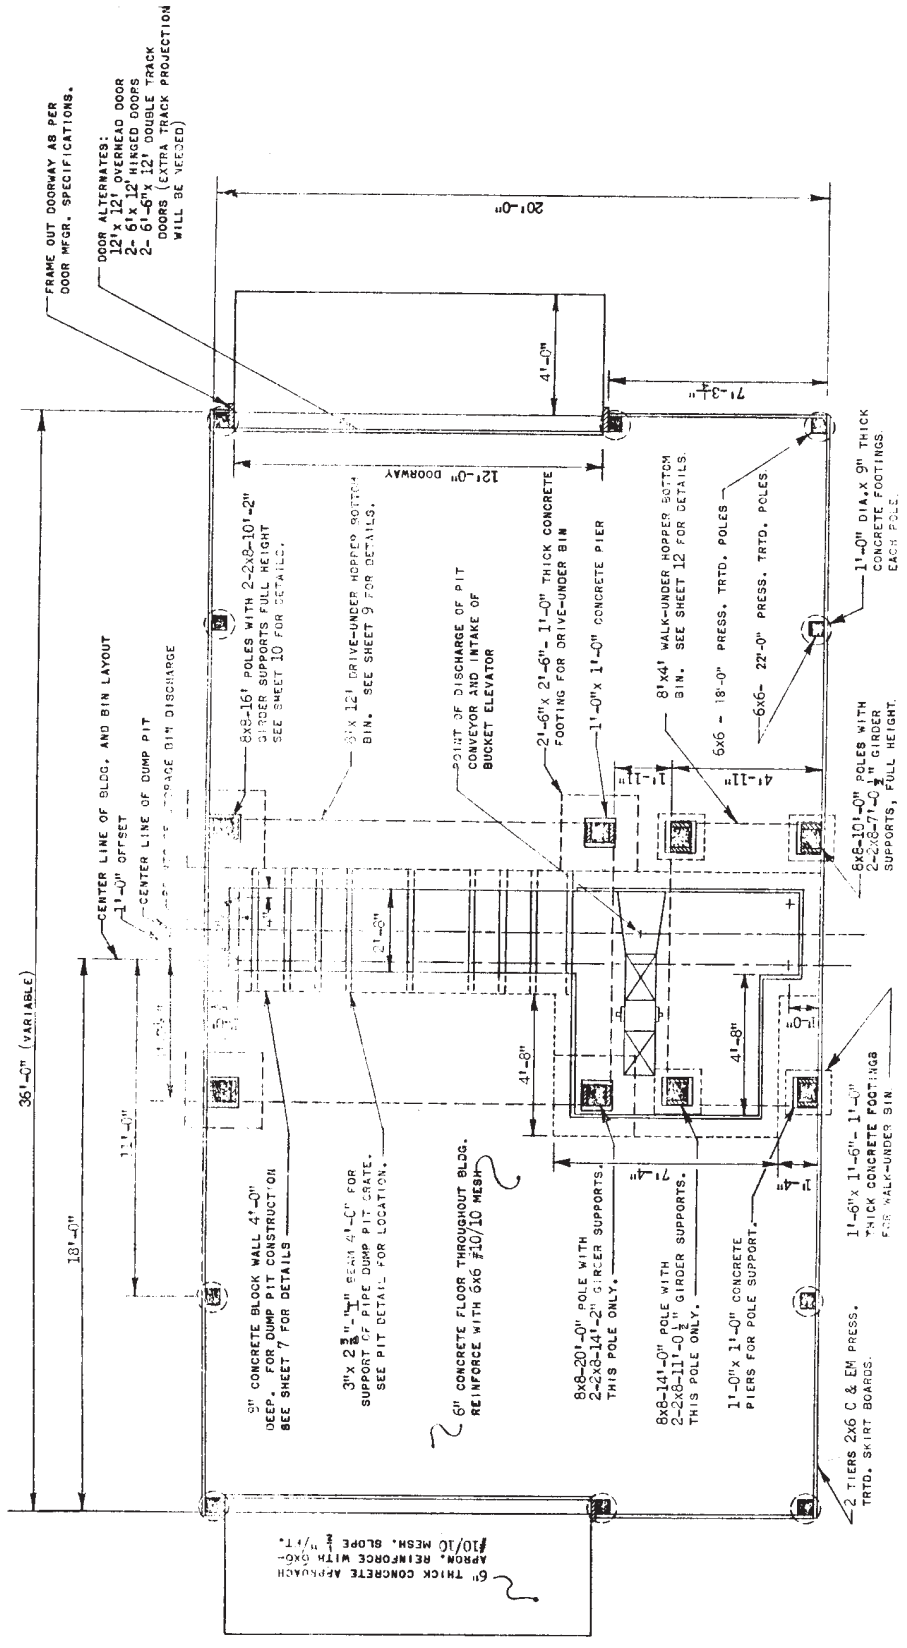 FRAME OUT DOORWAY AS PER
DOOR MFGR. SPECIFICATIONS.
DOOR ALTERNATES:
12'x 12' OVERHEAD DOOR
2- 6'x 12' HINGED DOORS
2- 6'-6"x 12' DOUBLE TRACK
DOORS (EXTRA TRACK PROJECTION
WILL BE NEEDED)
36'-0" (VARIABLE)
18'-0"
11'-0"
CENTER LINE OF BLDG. AND BIN LAYOUT
1'-0" OFFSET
CENTER LINE OF DUMP PIT
STORAGE BIN DISCHARGE
20'-0"
4'-0"
7'-3¼"
12'-0" DOORWAY
8x8-16' POLES WITH 2-2x8-10'-2"
GIRDER SUPPORTS FULL HEIGHT
SEE SHEET 10 FOR DETAILS.
12' DRIVE-UNDER HOPPER BOTTOM
BIN. SEE SHEET 9 FOR DETAILS.
POINT OF DISCHARGE OF PIT
CONVEYOR AND INTAKE OF
BUCKET ELEVATOR
2'-6"x 2'-6"- 1'-0" THICK CONCRETE
FOOTING FOR DRIVE-UNDER BIN
1'-0"x 1'-0" CONCRETE PIER
8'x4' WALK-UNDER HOPPER BOTTOM
BIN. SEE SHEET 12 FOR DETAILS.
6x6 - 18'-0" PRESS. TRTD. POLES
6x6- 22'-0" PRESS. TRTD. POLES.
1'-0" DIA.x 9" THICK
CONCRETE FOOTINGS
EACH POLE.
1'-11"
4'-11"
8x8-10'-0" POLES WITH
2-2x8-7'-0½" GIRDER
SUPPORTS, FULL HEIGHT.
4"
2'-8"
4'-8"
4'-8"
1'-0"
7'-4"
1'-4"
9" CONCRETE BLOCK WALL 4'-0"
DEEP. FOR DUMP PIT CONSTRUCTION
SEE SHEET 7 FOR DETAILS
BEAM 4'-0" FOR
SUPPORT OF PIPE DUMP PIT GRATE.
SEE PIT DETAIL FOR LOCATION.
6" CONCRETE FLOOR THROUGHOUT BLDG.
REINFORCE WITH 6x6 #10/10 MESH
8x8-20'-0" POLE WITH
2-2x8-14'-2" GIRDER SUPPORTS.
THIS POLE ONLY.
8x8-14'-0" POLE WITH
2-2x8-11'-0½" GIRDER SUPPORTS.
THIS POLE ONLY.
1'-0"x 1'-0" CONCRETE
PIERS FOR POLE SUPPORT.
1'-6"x 1'-6"- 1'-0"
THICK CONCRETE FOOTINGS
FOR WALK-UNDER BIN.
2 TIERS 2x6 C & EM PRESS.
TRTD. SKIRT BOARDS.
6" THICK CONCRETE APPROACH
APRON. REINFORCE WITH 6x6-
#10/10 MESH. SLOPE ½"/FT.